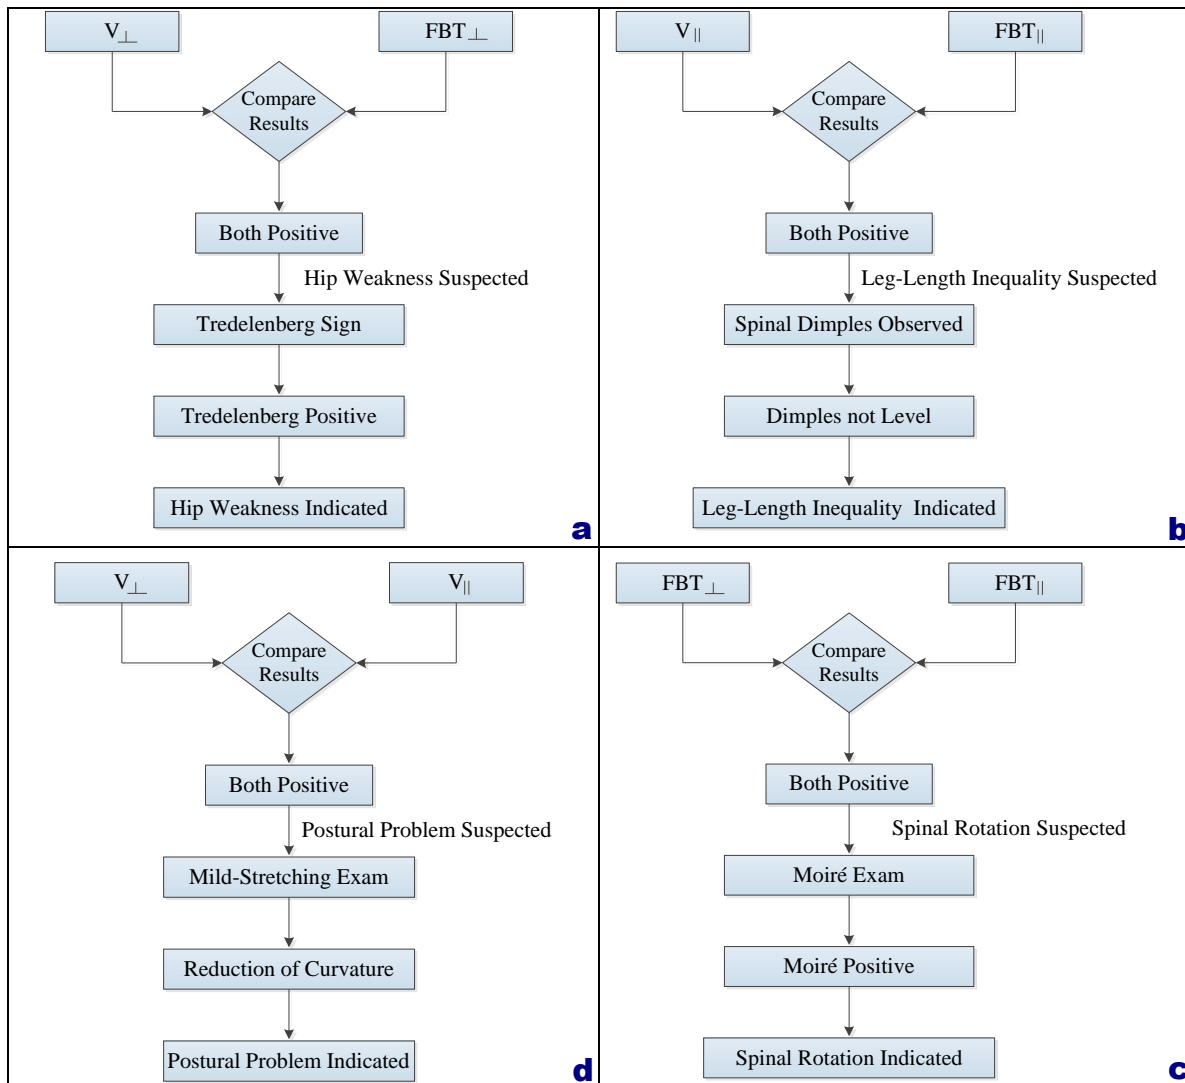 V⊥
FBT⊥
Compare
Results
Both Positive
Hip Weakness Suspected
Tredelenberg Sign
Tredelenberg Positive
Hip Weakness Indicated
a
V||
FBT||
Compare
Results
Both Positive
Leg-Length Inequality Suspected
Spinal Dimples Observed
Dimples not Level
Leg-Length Inequality Indicated
b
V⊥
V||
Compare
Results
Both Positive
Postural Problem Suspected
Mild-Stretching Exam
Reduction of Curvature
Postural Problem Indicated
d
FBT⊥
FBT||
Compare
Results
Both Positive
Spinal Rotation Suspected
Moiré Exam
Moiré Positive
Spinal Rotation Indicated
c